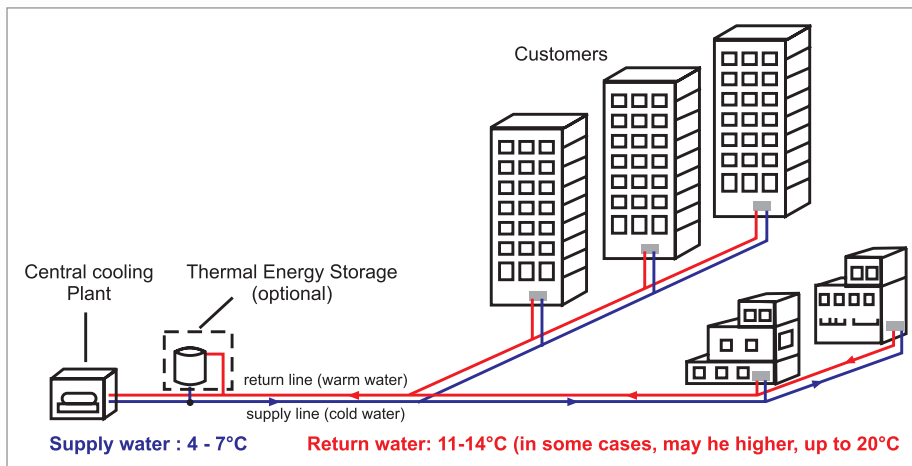 Customers
Central cooling
Plant
Thermal Energy Storage
(optional)
return line (warm water)
supply line (cold water)
Supply water : 4 - 7°C
Return water: 11-14°C (in some cases, may he higher, up to 20°C